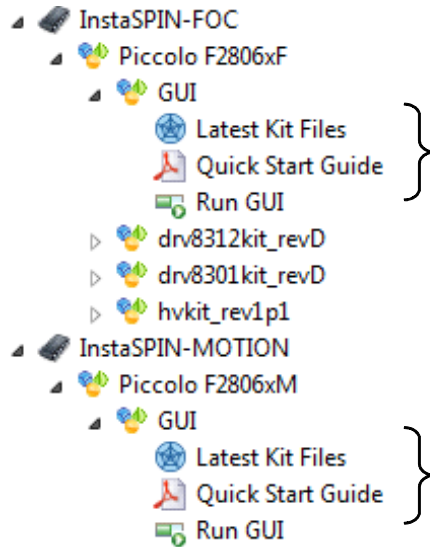 InstaSPIN-FOC
Piccolo F2806xF
GUI
Latest Kit Files
Quick Start Guide
Run GUI
drv8312kit_revD
drv8301kit_revD
hvkit_rev1p1
InstaSPIN-MOTION
Piccolo F2806xM
GUI
Latest Kit Files
Quick Start Guide
Run GUI